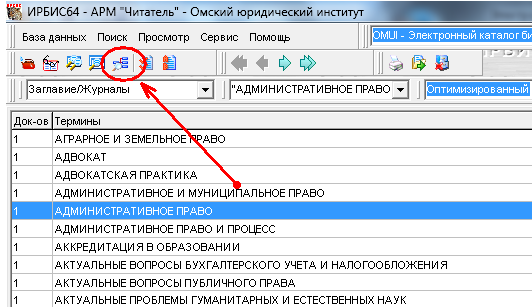 ИРБИС64 - АРМ "Читатель" - Омский юридический институт
База данных Поиск Просмотр Сервис Помощь OMUI - Электронный каталог би
Заглавие/Журналы "АДМИНИСТРАТИВНОЕ ПРАВО Оптимизированный
Док-ов Термины
1 АГРАРНОЕ И ЗЕМЕЛЬНОЕ ПРАВО
1 АДВОКАТ
1 АДВОКАТСКАЯ ПРАКТИКА
1 АДМИНИСТРАТИВНОЕ И МУНИЦИПАЛЬНОЕ ПРАВО
1 АДМИНИСТРАТИВНОЕ ПРАВО
1 АДМИНИСТРАТИВНОЕ ПРАВО И ПРОЦЕСС
1 АККРЕДИТАЦИЯ В ОБРАЗОВАНИИ
1 АКТУАЛЬНЫЕ ВОПРОСЫ БУХГАЛТЕРСКОГО УЧЕТА И НАЛОГООБЛОЖЕНИЯ
1 АКТУАЛЬНЫЕ ВОПРОСЫ ПУБЛИЧНОГО ПРАВА
1 АКТУАЛЬНЫЕ ПРОБЛЕМЫ ГУМАНИТАРНЫХ И ЕСТЕСТВЕННЫХ НАУК